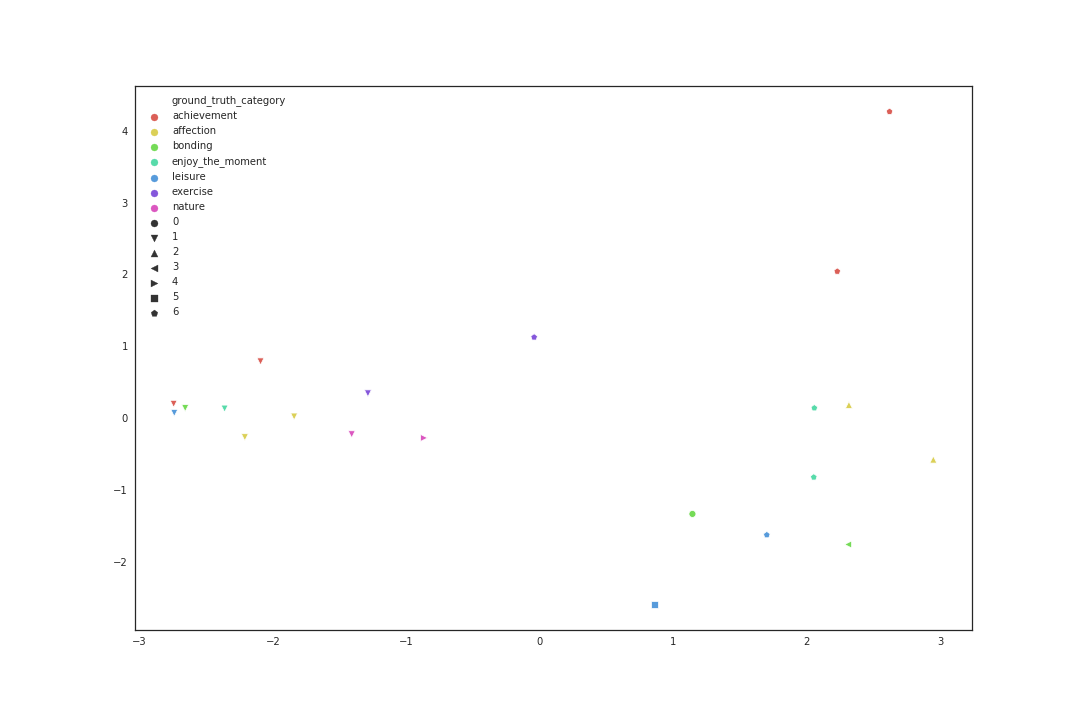 ground_truth_category
achievement
affection
bonding
enjoy_the_moment
leisure
exercise
nature
0
1
2
3
4
5
6
4
3
2
1
0
−1
−2
−3 −2 −1 0 1 2 3